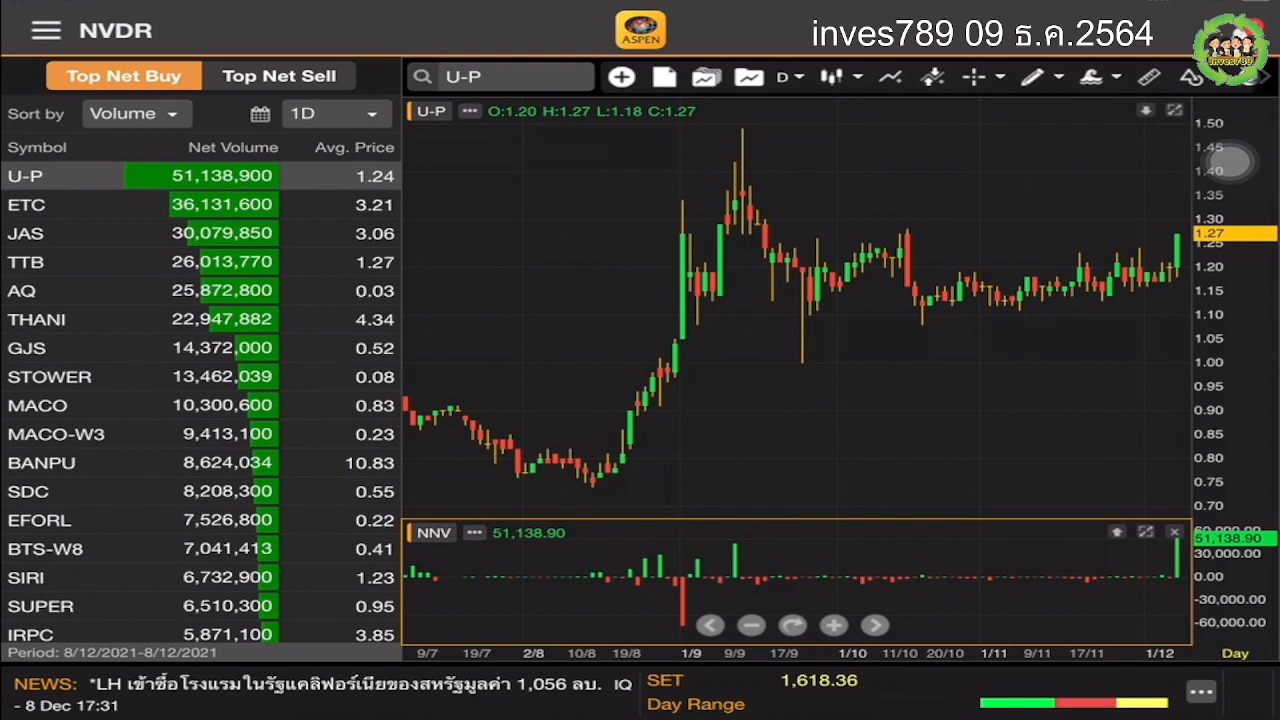 NVDR
ASPEN
inves789 09 ธ.ค.2564
Inves789
Top Net Buy Top Net Sell
U-P
D
Sort by Volume 1D
U-P O:1.20 H:1.27 L:1.18 C:1.27
Symbol Net Volume Avg. Price
U-P 51,138,900 1.24
ETC 36,131,600 3.21
JAS 30,079,850 3.06
TTB 26,013,770 1.27
AQ 25,872,800 0.03
THANI 22,947,882 4.34
GJS 14,372,000 0.52
STOWER 13,462,039 0.08
MACO 10,300,600 0.83
MACO-W3 9,413,100 0.23
BANPU 8,624,034 10.83
SDC 8,208,300 0.55
EFORL 7,526,800 0.22
BTS-W8 7,041,413 0.41
SIRI 6,732,900 1.23
SUPER 6,510,300 0.95
IRPC 5,871,100 3.85
Period: 8/12/2021-8/12/2021
1.50
1.45
1.40
1.35
1.30
1.27
1.25
1.20
1.15
1.10
1.05
1.00
0.95
0.90
0.85
0.80
0.75
0.70
NNV 51,138.90
60,000.00
51,138.90
30,000.00
0.00
-30,000.00
-60,000.00
9/7 19/7 2/8 10/8 19/8 1/9 9/9 17/9 1/10 11/10 20/10 1/11 9/11 17/11 1/12 Day
NEWS: *LH เข้าซื้อโรงแรมในรัฐแคลิฟอร์เนียของสหรัฐมูลค่า 1,056 ลบ. IQ
- 8 Dec 17:31
SET 1,618.36
Day Range